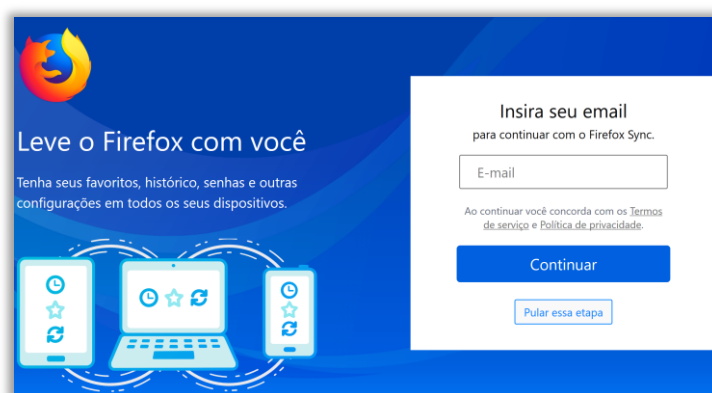 Leve o Firefox com você
Tenha seus favoritos, histórico, senhas e outras
configurações em todos os seus dispositivos.
Insira seu email
para continuar com o Firefox Sync.
E-mail
Ao continuar você concorda com os Termos
de serviço e Política de privacidade.
Continuar
Pular essa etapa